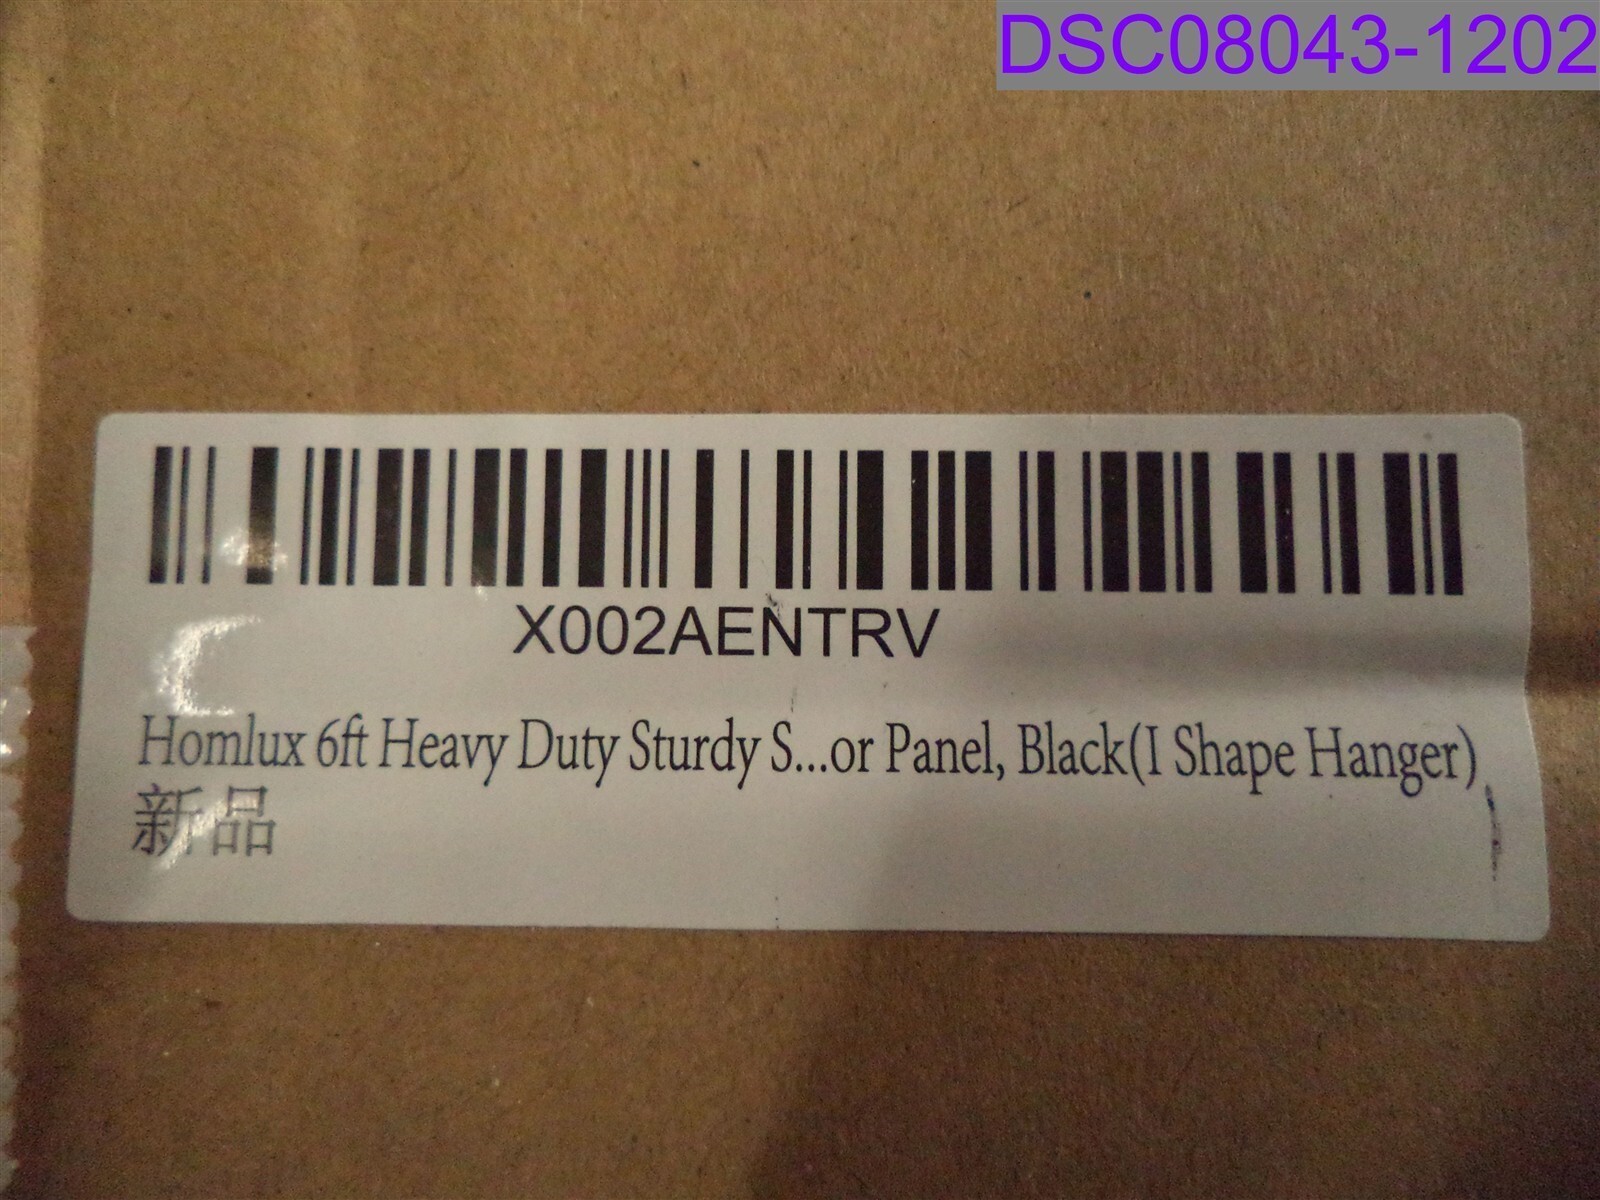 DSC08043-1202
X002AENTRV
Homlux 6ft Heavy Duty Sturdy S...or Panel, Black(I Shape Hanger)
新品